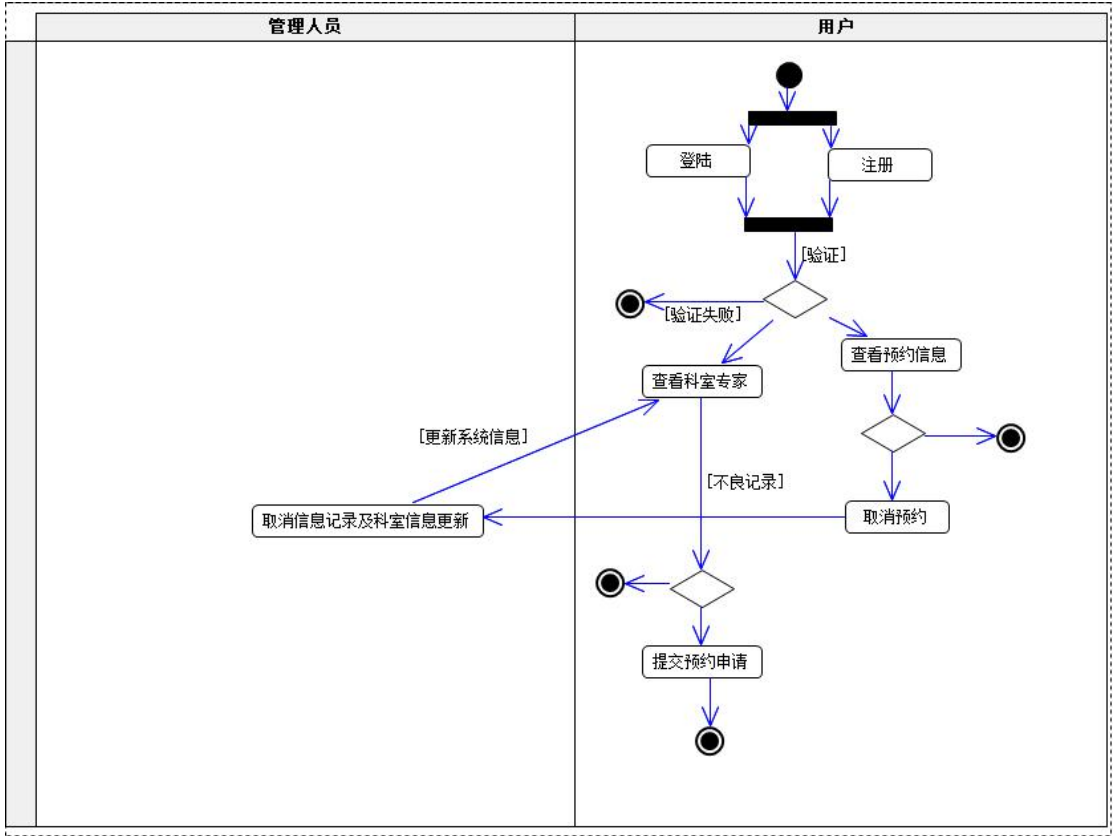 管理人员
用户
登陆
注册
[验证]
[验证失败]
查看预约信息
查看科室专家
[更新系统信息]
[不良记录]
取消信息记录及科室信息更新
取消预约
提交预约申请